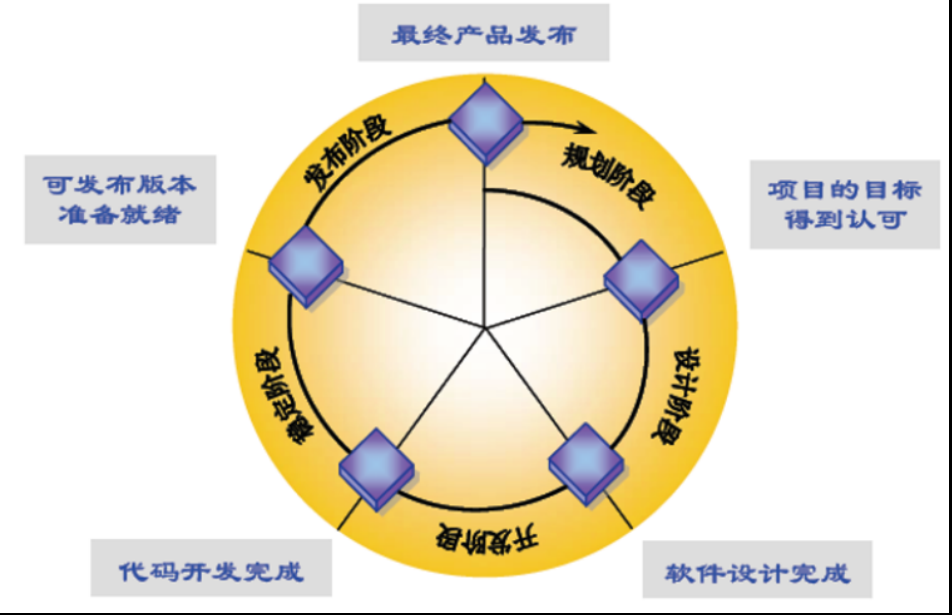 最终产品发布
发布阶段
规划阶段
可发布版本
准备就绪
项目的目标
得到认可
稳定阶段
设计阶段
开发阶段
代码开发完成
软件设计完成